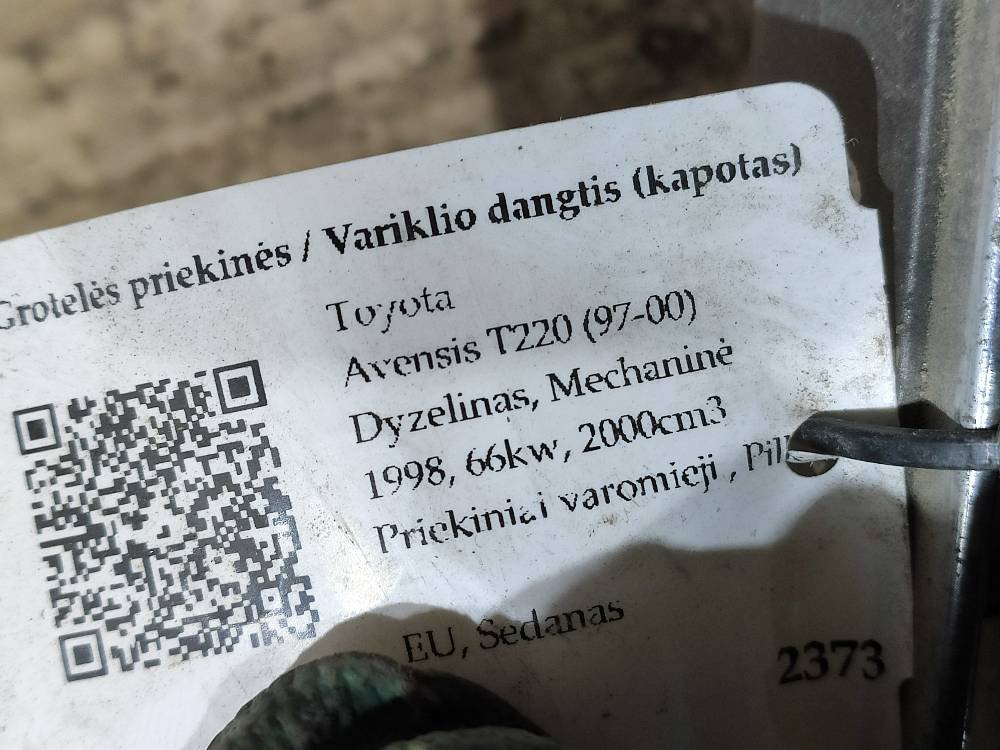 Grotelės priekinės / Variklio dangtis (kapotas)
Toyota
Avensis T220 (97-00)
Dyzelinas, Mechaninė
1998, 66kw, 2000cm3
Priekiniai varomieji ,
EU, Sedanas
2373